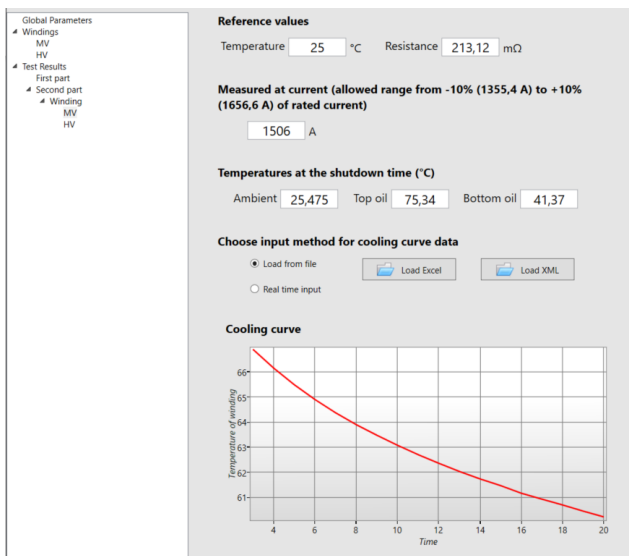 Global Parameters
Windings
MV
HV
Test Results
First part
Second part
Winding
MV
HV
Reference values
Temperature 25 °C Resistance 213,12 mΩ
Measured at current (allowed range from -10% (1355,4 A) to +10%
(1656,6 A) of rated current)
1506 A
Temperatures at the shutdown time (°C)
Ambient 25,475 Top oil 75,34 Bottom oil 41,37
Choose input method for cooling curve data
Load from file Load Excel Load XML
Real time input
Cooling curve
Temperature of winding
66
65
64
63
62
61
4 6 8 10 12 14 16 18 20
Time